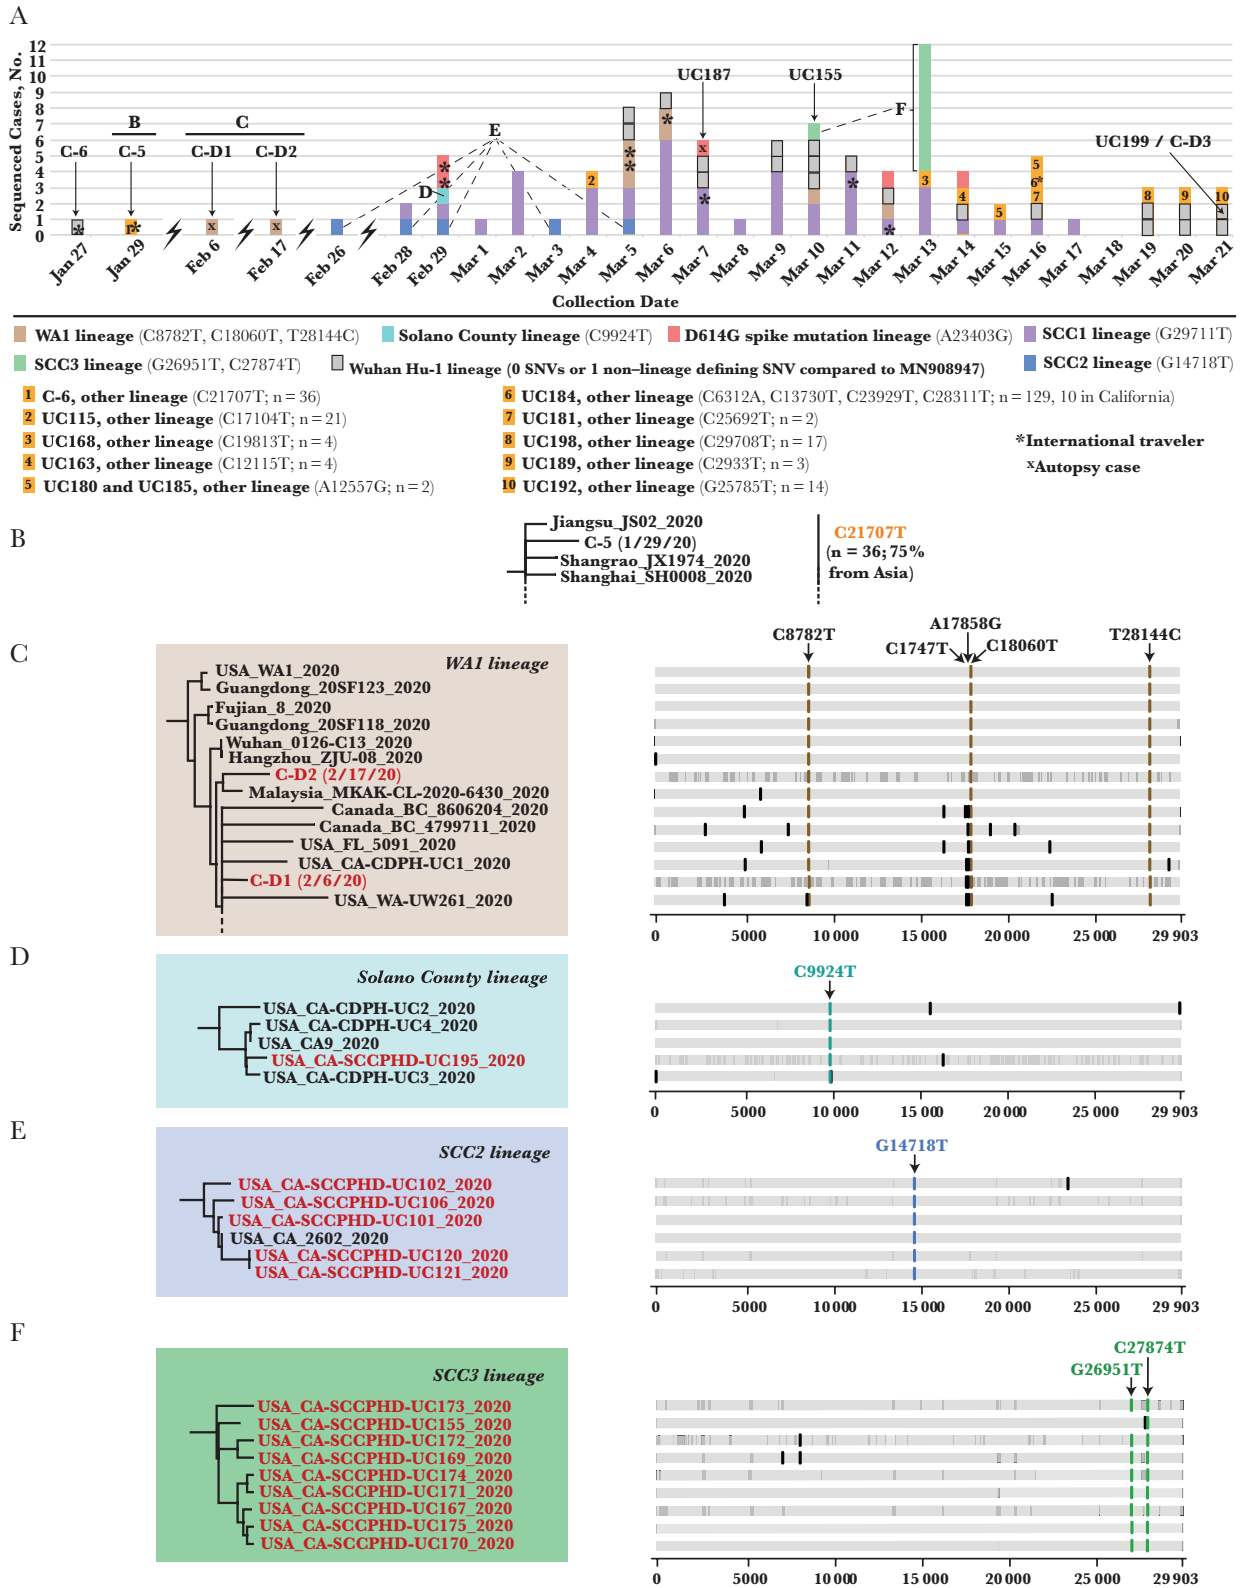 A
Sequenced Cases, No.
12
11
10
9
8
7
6
5
4
3
2
1
0
B
C
C-6
C-5
C-D1
C-D2
D
E
UC187
UC155
F
UC199 / C-D3
* 1* x x * * 2 * * * x * * * 3 4 5 5 6* 7 8 9 10
Jan 27 Jan 29 Feb 6 Feb 17 Feb 26 Feb 28 Feb 29 Mar 1 Mar 2 Mar 3 Mar 4 Mar 5 Mar 6 Mar 7 Mar 8 Mar 9 Mar 10 Mar 11 Mar 12 Mar 13 Mar 14 Mar 15 Mar 16 Mar 17 Mar 18 Mar 19 Mar 20 Mar 21
Collection Date
WA1 lineage (C8782T, C18060T, T28144C) Solano County lineage (C9924T) D614G spike mutation lineage (A23403G) SCC1 lineage (G29711T)
SCC3 lineage (G26951T, C27874T) Wuhan Hu-1 lineage (0 SNVs or 1 non–lineage defining SNV compared to MN908947) SCC2 lineage (G14718T)
1 C-6, other lineage (C21707T; n = 36)
2 UC115, other lineage (C17104T; n = 21)
3 UC168, other lineage (C19813T; n = 4)
4 UC163, other lineage (C12115T; n = 4)
5 UC180 and UC185, other lineage (A12557G; n = 2)
6 UC184, other lineage (C6312A, C13730T, C23929T, C28311T; n = 129, 10 in California)
7 UC181, other lineage (C25692T; n = 2)
8 UC198, other lineage (C29708T; n = 17)
9 UC189, other lineage (C2933T; n = 3)
10 UC192, other lineage (G25785T; n = 14)
*International traveler
xAutopsy case
B
Jiangsu_JS02_2020
C-5 (1/29/20)
Shangrao_JX1974_2020
Shanghai_SH0008_2020
C21707T
(n = 36; 75%
from Asia)
C
WA1 lineage
USA_WA1_2020
Guangdong_20SF123_2020
Fujian_8_2020
Guangdong_20SF118_2020
Wuhan_0126-C13_2020
Hangzhou_ZJU-08_2020
C-D2 (2/17/20)
Malaysia_MKAK-CL-2020-6430_2020
Canada_BC_8606204_2020
Canada_BC_4799711_2020
USA_FL_5091_2020
USA_CA-CDPH-UC1_2020
C-D1 (2/6/20)
USA_WA-UW261_2020
A17858G
C8782T
C1747T
C18060T
T28144C
0 5000 10 000 15 000 20 000 25 000 29 903
D
Solano County lineage
USA_CA-CDPH-UC2_2020
USA_CA-CDPH-UC4_2020
USA_CA9_2020
USA_CA-SCCPHD-UC195_2020
USA_CA-CDPH-UC3_2020
C9924T
0 5000 10 000 15 000 20 000 25 000 29 903
E
SCC2 lineage
USA_CA-SCCPHD-UC102_2020
USA_CA-SCCPHD-UC106_2020
USA_CA-SCCPHD-UC101_2020
USA_CA_2602_2020
USA_CA-SCCPHD-UC120_2020
USA_CA-SCCPHD-UC121_2020
G14718T
0 5000 10 000 15 000 20 000 25 000 29 903
F
SCC3 lineage
USA_CA-SCCPHD-UC173_2020
USA_CA-SCCPHD-UC155_2020
USA_CA-SCCPHD-UC172_2020
USA_CA-SCCPHD-UC169_2020
USA_CA-SCCPHD-UC174_2020
USA_CA-SCCPHD-UC171_2020
USA_CA-SCCPHD-UC167_2020
USA_CA-SCCPHD-UC175_2020
USA_CA-SCCPHD-UC170_2020
C27874T
G26951T
0 5000 10 000 15 000 20 000 25 000 29 903